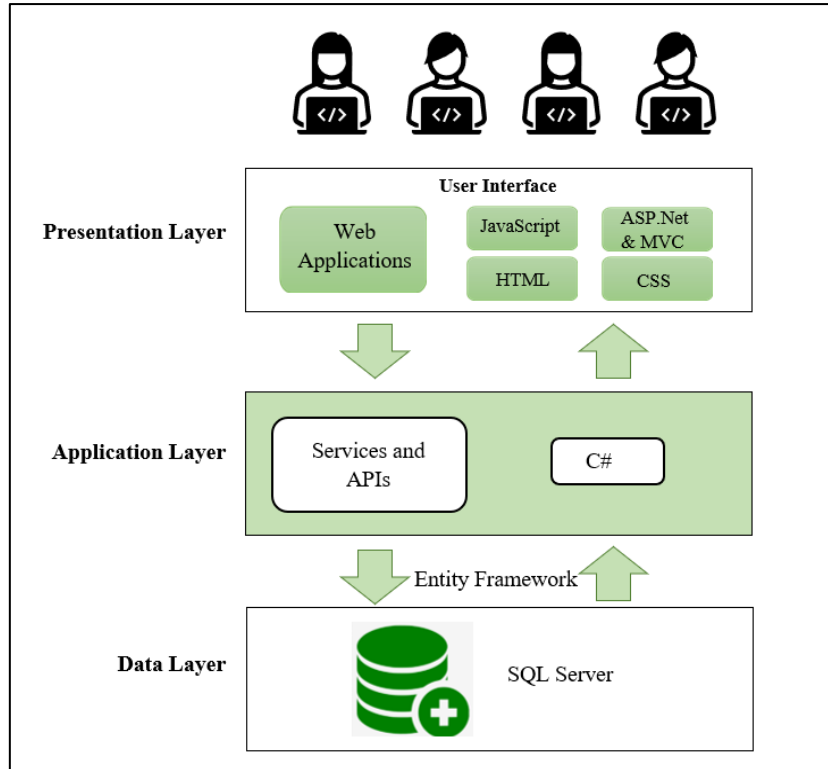 </> </> </> </>
User Interface
Presentation Layer
Web
Applications
JavaScript
ASP.Net
& MVC
HTML
CSS
Application Layer
Services and
APIs
C#
Entity Framework
Data Layer
SQL Server